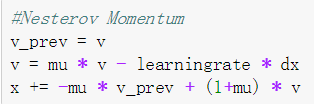 #Nesterov Momentum
v_prev = v
v = mu * v - learningrate * dx
x += -mu * v_prev + (1+mu) * v